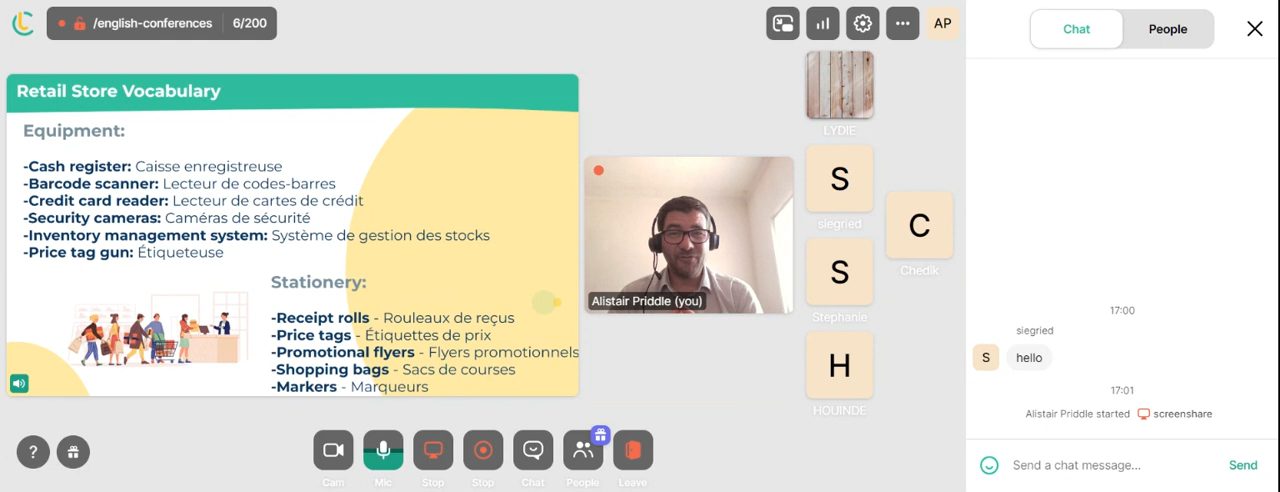 /english-conferences 6/200
AP
Chat
People
Retail Store Vocabulary
Equipment:
-Cash register: Caisse enregistreuse
-Barcode scanner: Lecteur de codes-barres
-Credit card reader: Lecteur de cartes de crédit
-Security cameras: Caméras de sécurité
-Inventory management system: Système de gestion des stocks
-Price tag gun: Étiqueteuse
Stationery:
-Receipt rolls - Rouleaux de reçus
-Price tags - Étiquettes de prix
-Promotional flyers - Flyers promotionnels
-Shopping bags - Sacs de courses
-Markers - Marqueurs
Alistair Priddle (you)
LYDIE
S
siegried
S
Stephanie
H
HOUINDE
C
Chedik
17:00
siegried
S
hello
17:01
Alistair Priddle started screenshare
?
Cam
Mic
Stop
Stop
Chat
People
Leave
Send a chat message...
Send